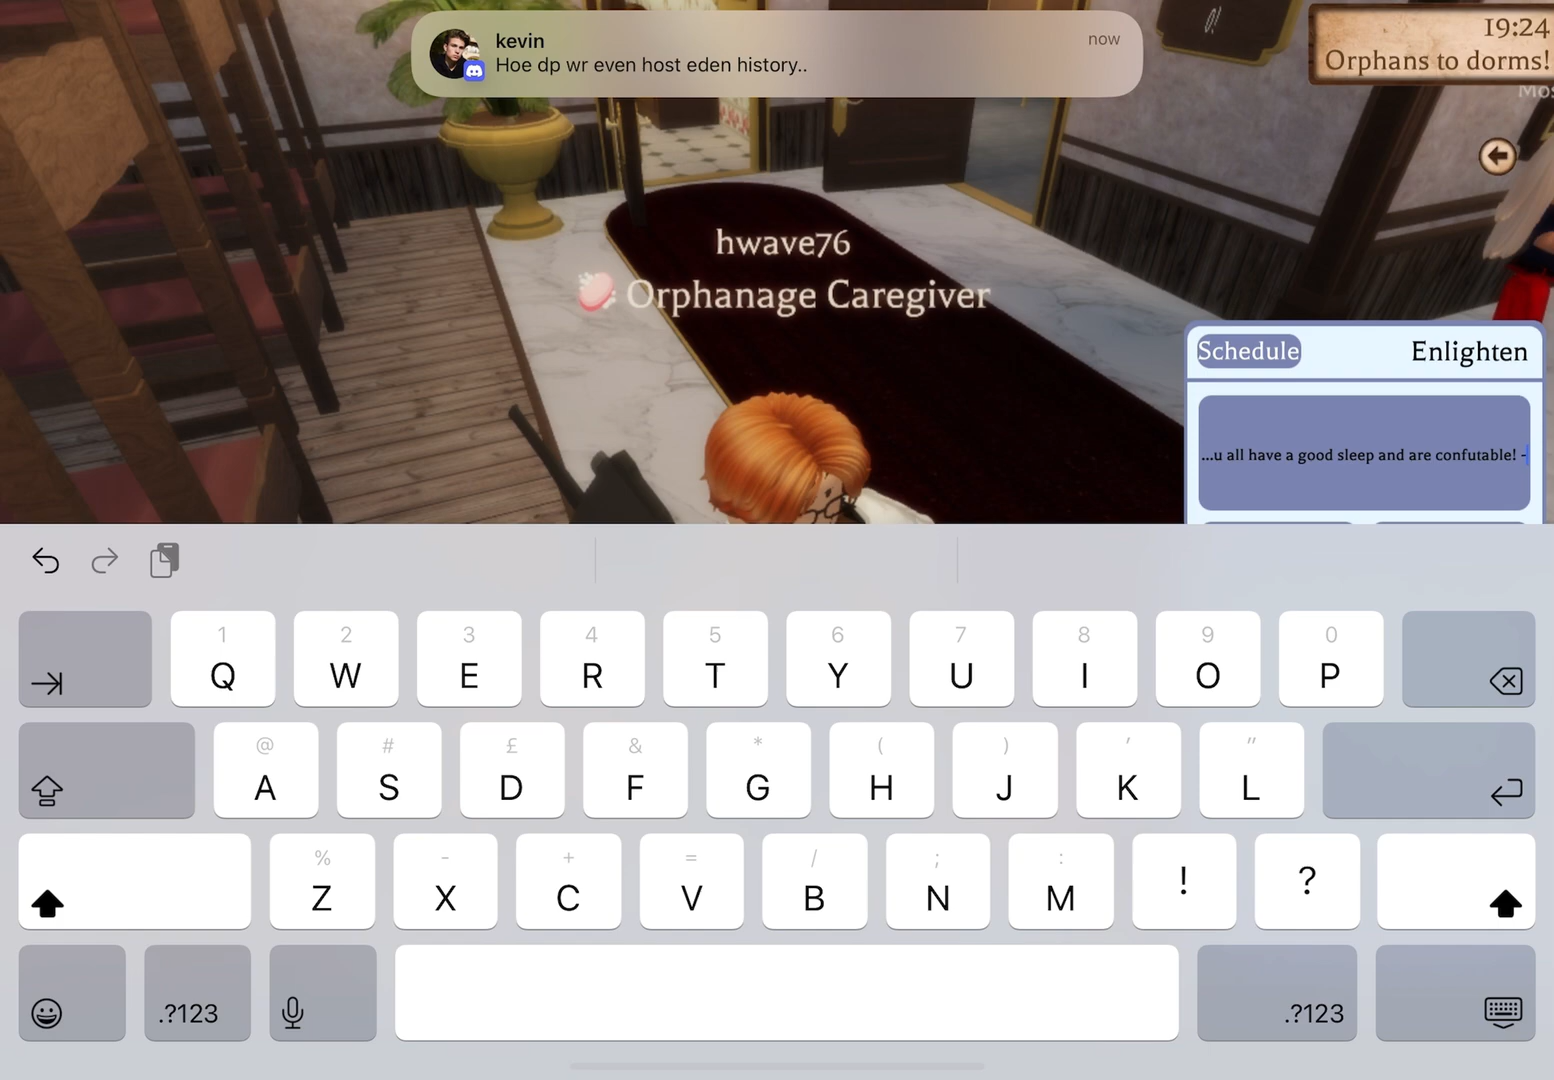 kevin
now
Hoe dp wr even host eden history..
19:24
Orphans to dorms!
Mos
hwave76
Orphanage Caregiver
Schedule
Enlighten
...u all have a good sleep and are confutable! -
1 2 3 4 5 6 7 8 9 0
Q W E R T Y U I O P
@ # £ & * ( ) ' "
A S D F G H J K L
% - + = / ; :
Z X C V B N M ! ?
.?123
.?123